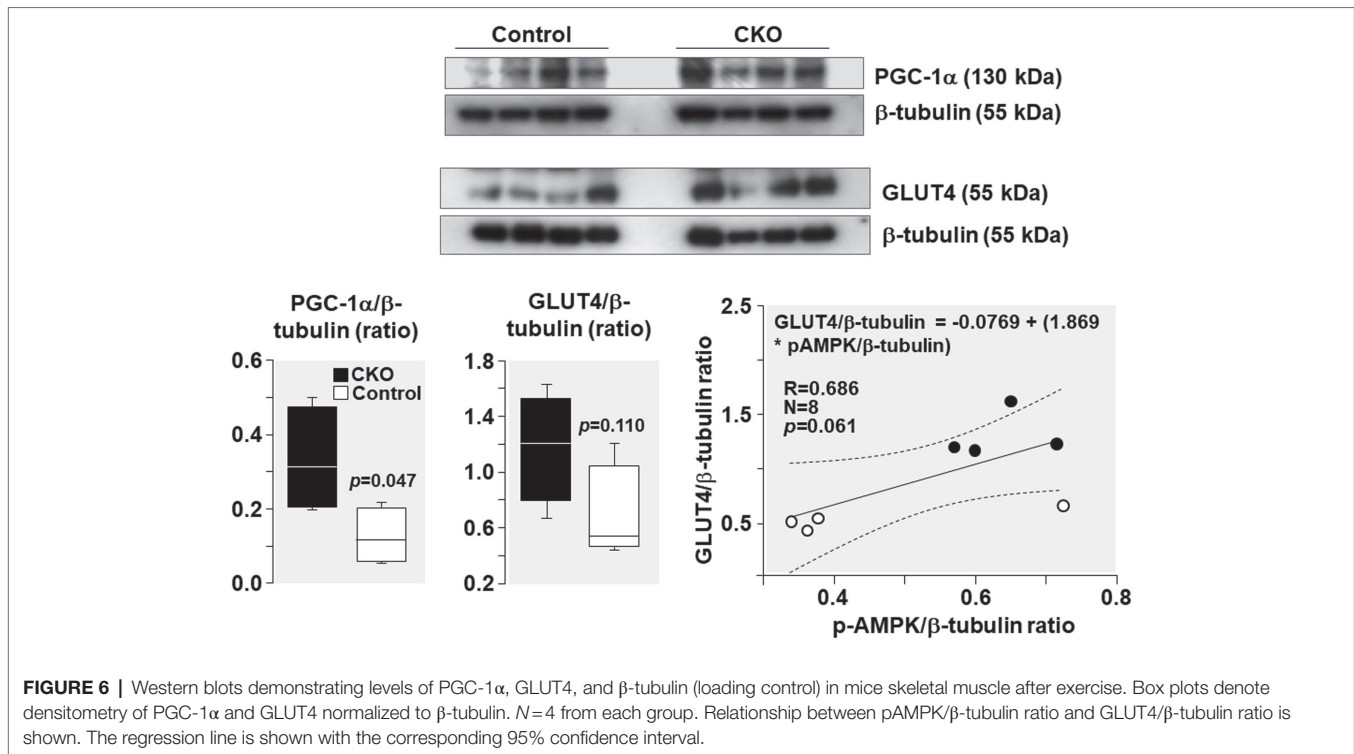 Control CKO
PGC-1α (130 kDa)
β-tubulin (55 kDa)
GLUT4 (55 kDa)
β-tubulin (55 kDa)
PGC-1α/β-
tubulin (ratio)
0.6
0.4
0.2
0.0
CKO
Control
p=0.047
GLUT4/β-
tubulin (ratio)
1.8
1.4
1.0
0.6
0.2
p=0.110
GLUT4/β-tubulin ratio
2.5
1.5
0.5
GLUT4/β-tubulin = -0.0769 + (1.869
* pAMPK/β-tubulin)
R=0.686
N=8
p=0.061
0.4 0.6 0.8
p-AMPK/β-tubulin ratio
FIGURE 6 | Western blots demonstrating levels of PGC-1α, GLUT4, and β-tubulin (loading control) in mice skeletal muscle after exercise. Box plots denote
densitometry of PGC-1α and GLUT4 normalized to β-tubulin. N=4 from each group. Relationship between pAMPK/β-tubulin ratio and GLUT4/β-tubulin ratio is
shown. The regression line is shown with the corresponding 95% confidence interval.